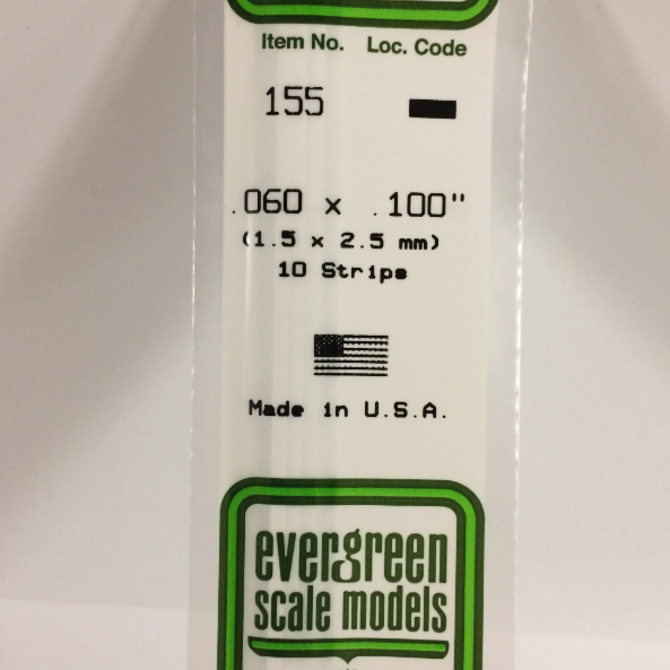 Item No. Loc. Code
155
.060 x .100"
(1.5 x 2.5 mm)
10 Strips
Made in U.S.A.
evergreen
scale models